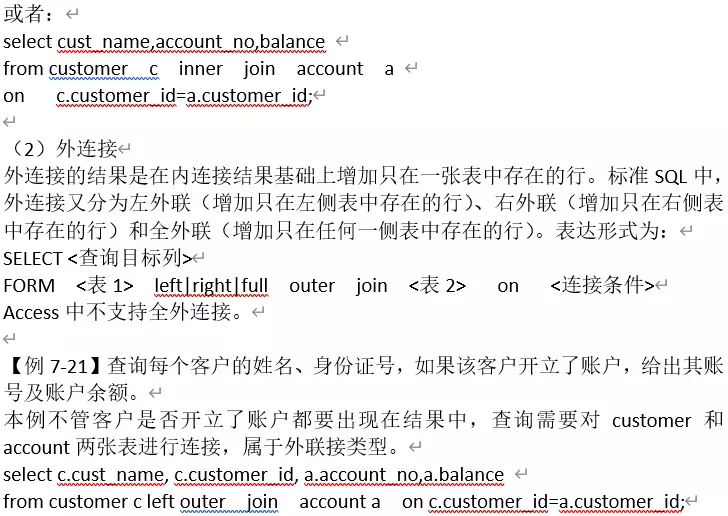 或者：
select cust_name,account_no,balance
from customer c inner join account a
on c.customer_id=a.customer_id;
（2）外连接
外连接的结果是在内连接结果基础上增加只在一张表中存在的行。标准 SQL 中，
外连接又分为左外联（增加只在左侧表中存在的行）、右外联（增加只在右侧表
中存在的行）和全外联（增加只在任何一侧表中存在的行）。表达形式为：
SELECT <查询目标列>
FORM <表 1> left|right|full outer join <表 2> on <连接条件>
Access 中不支持全外连接。
【例 7-21】查询每个客户的姓名、身份证号，如果该客户开立了账户，给出其账
号及账户余额。
本例不管客户是否开立了账户都要出现在结果中，查询需要对 customer 和
account 两张表进行连接，属于外联接类型。
select c.cust_name, c.customer_id, a.account_no,a.balance
from customer c left outer join account a on c.customer_id=a.customer_id;